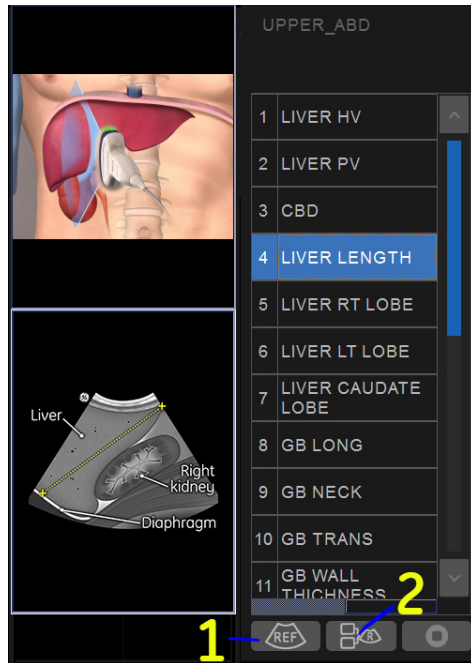 UPPER_ABD
1 LIVER HV
2 LIVER PV
3 CBD
4 LIVER LENGTH
5 LIVER RT LOBE
6 LIVER LT LOBE
7 LIVER CAUDATE
LOBE
8 GB LONG
9 GB NECK
10 GB TRANS
11 GB WALL
THICHNESS
Liver
Right
kidney
Diaphragm
1
REF
2
R